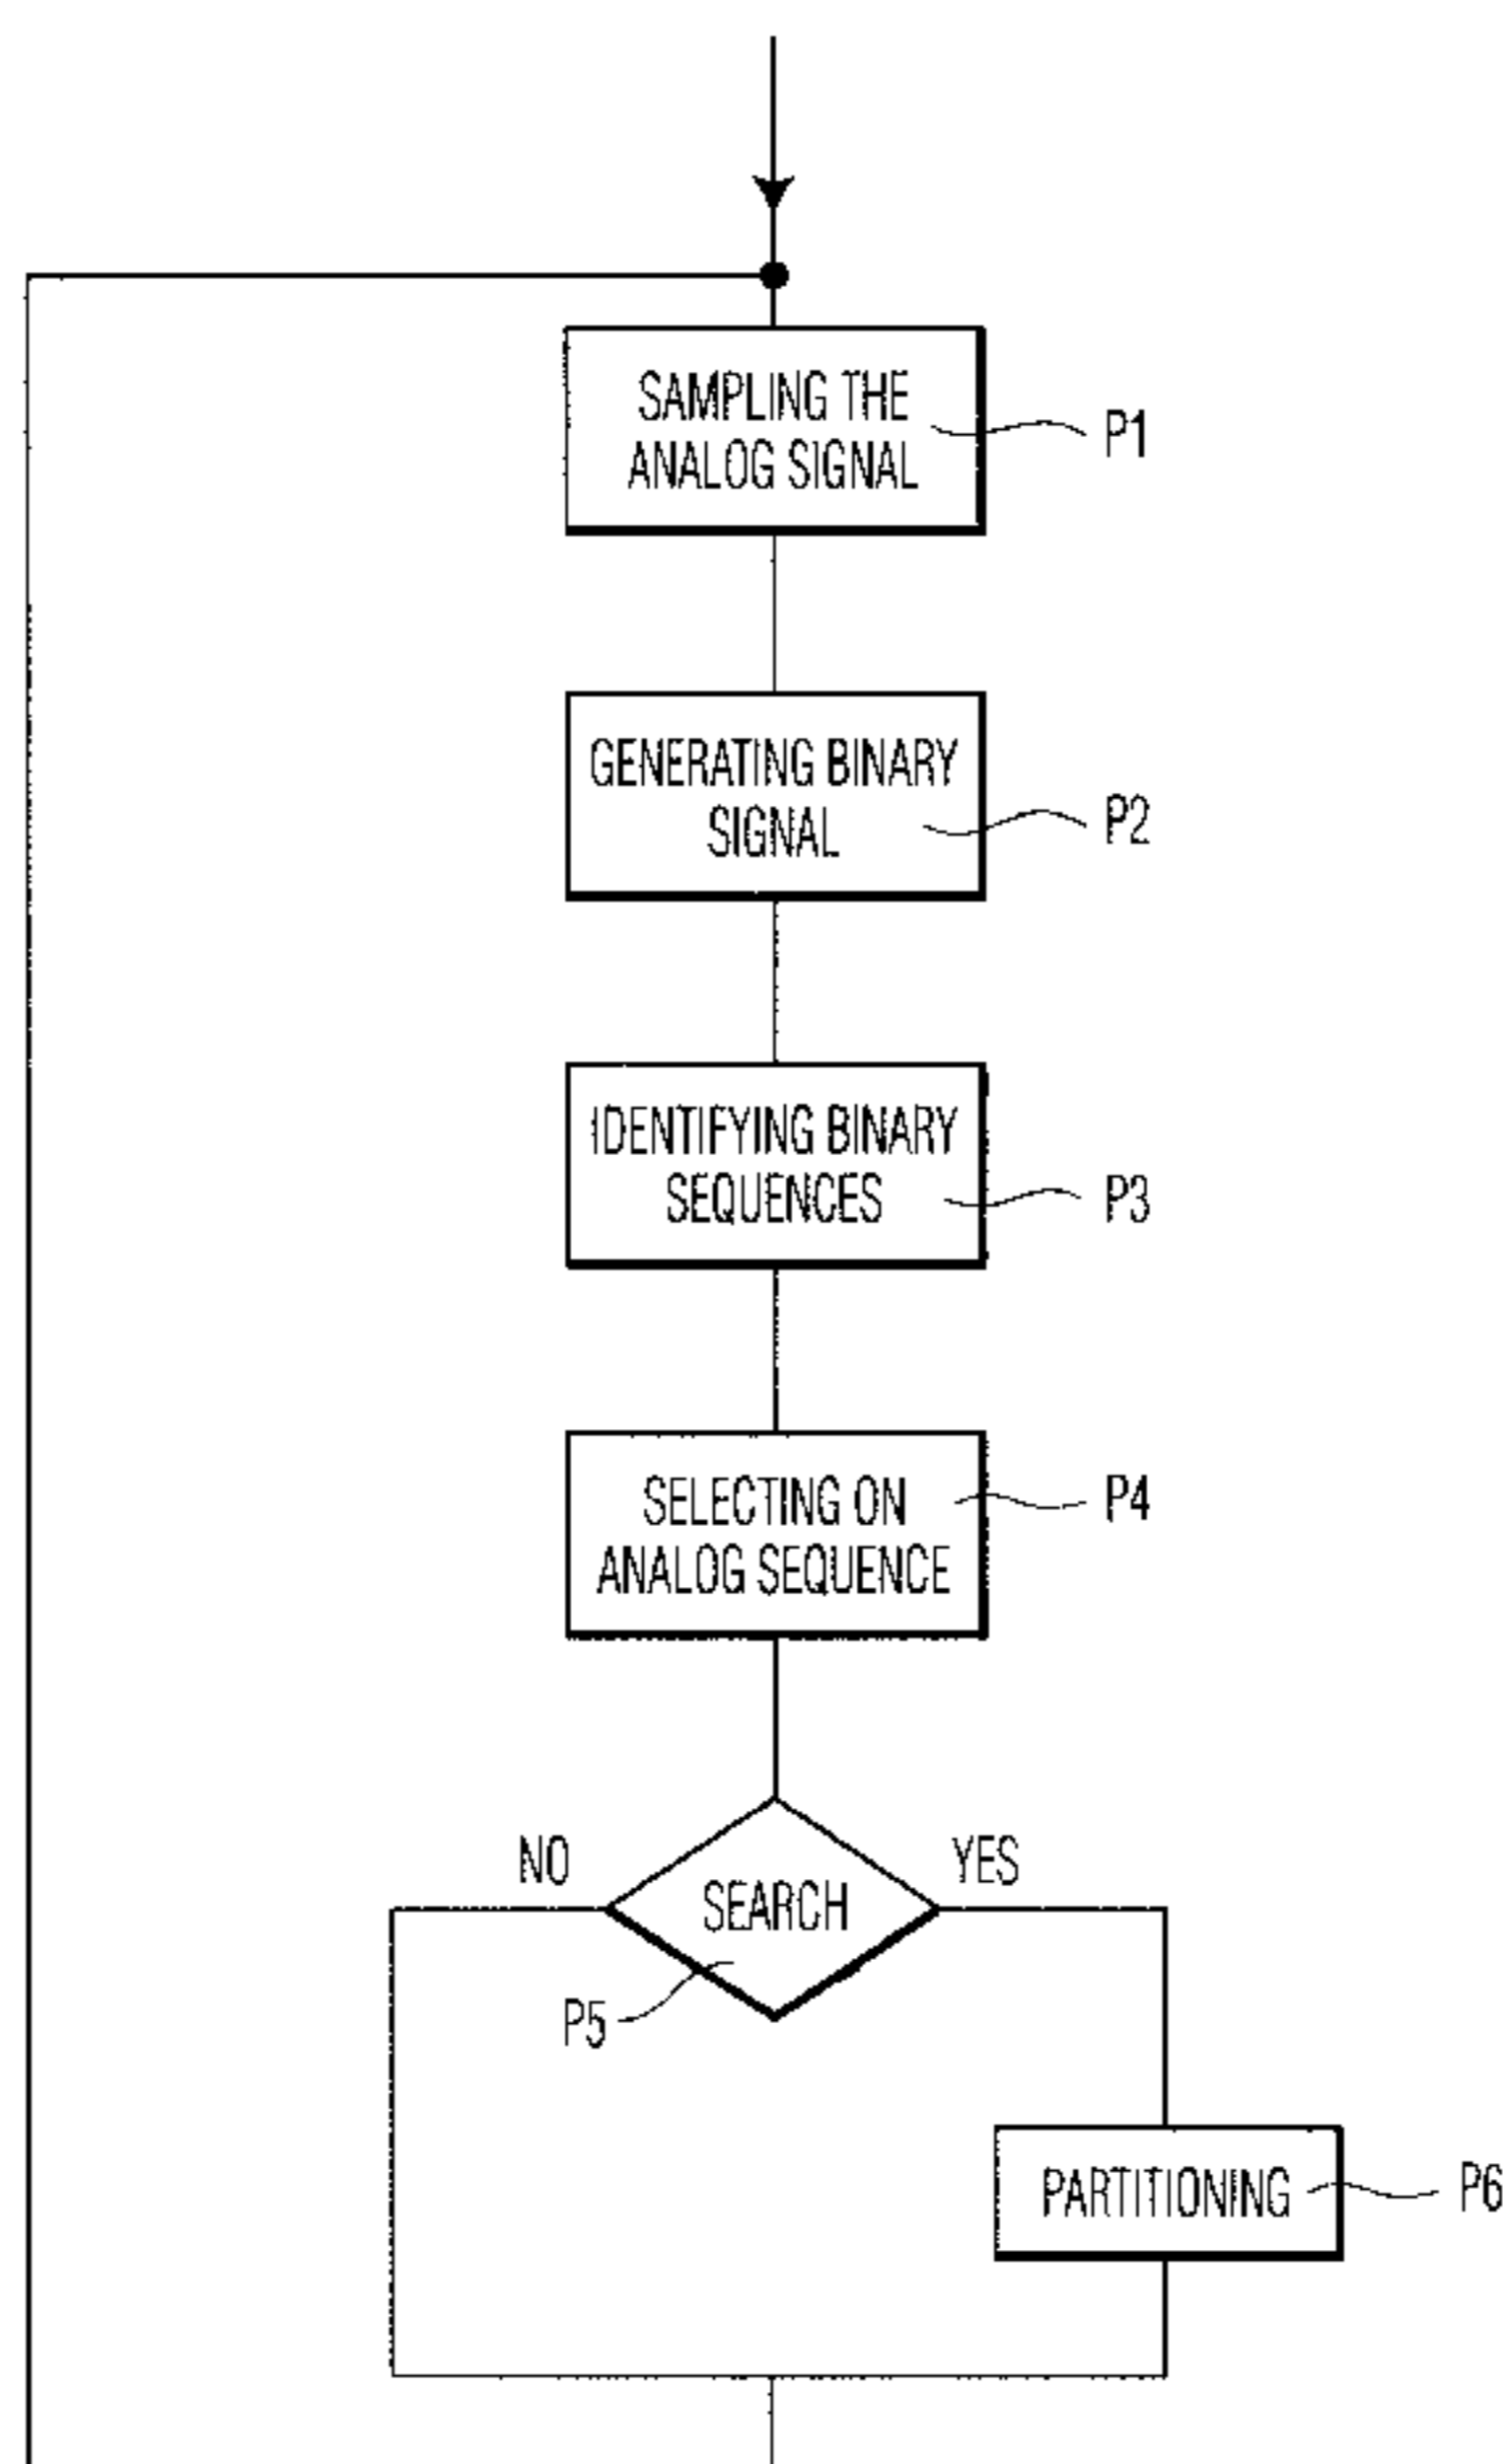 SAMPLING THE
ANALOG SIGNAL
P1
GENERATING BINARY
SIGNAL
P2
IDENTIFYING BINARY
SEQUENCES
P3
SELECTING ON
ANALOG SEQUENCE
P4
NO
YES
SEARCH
P5
PARTITIONING
P6